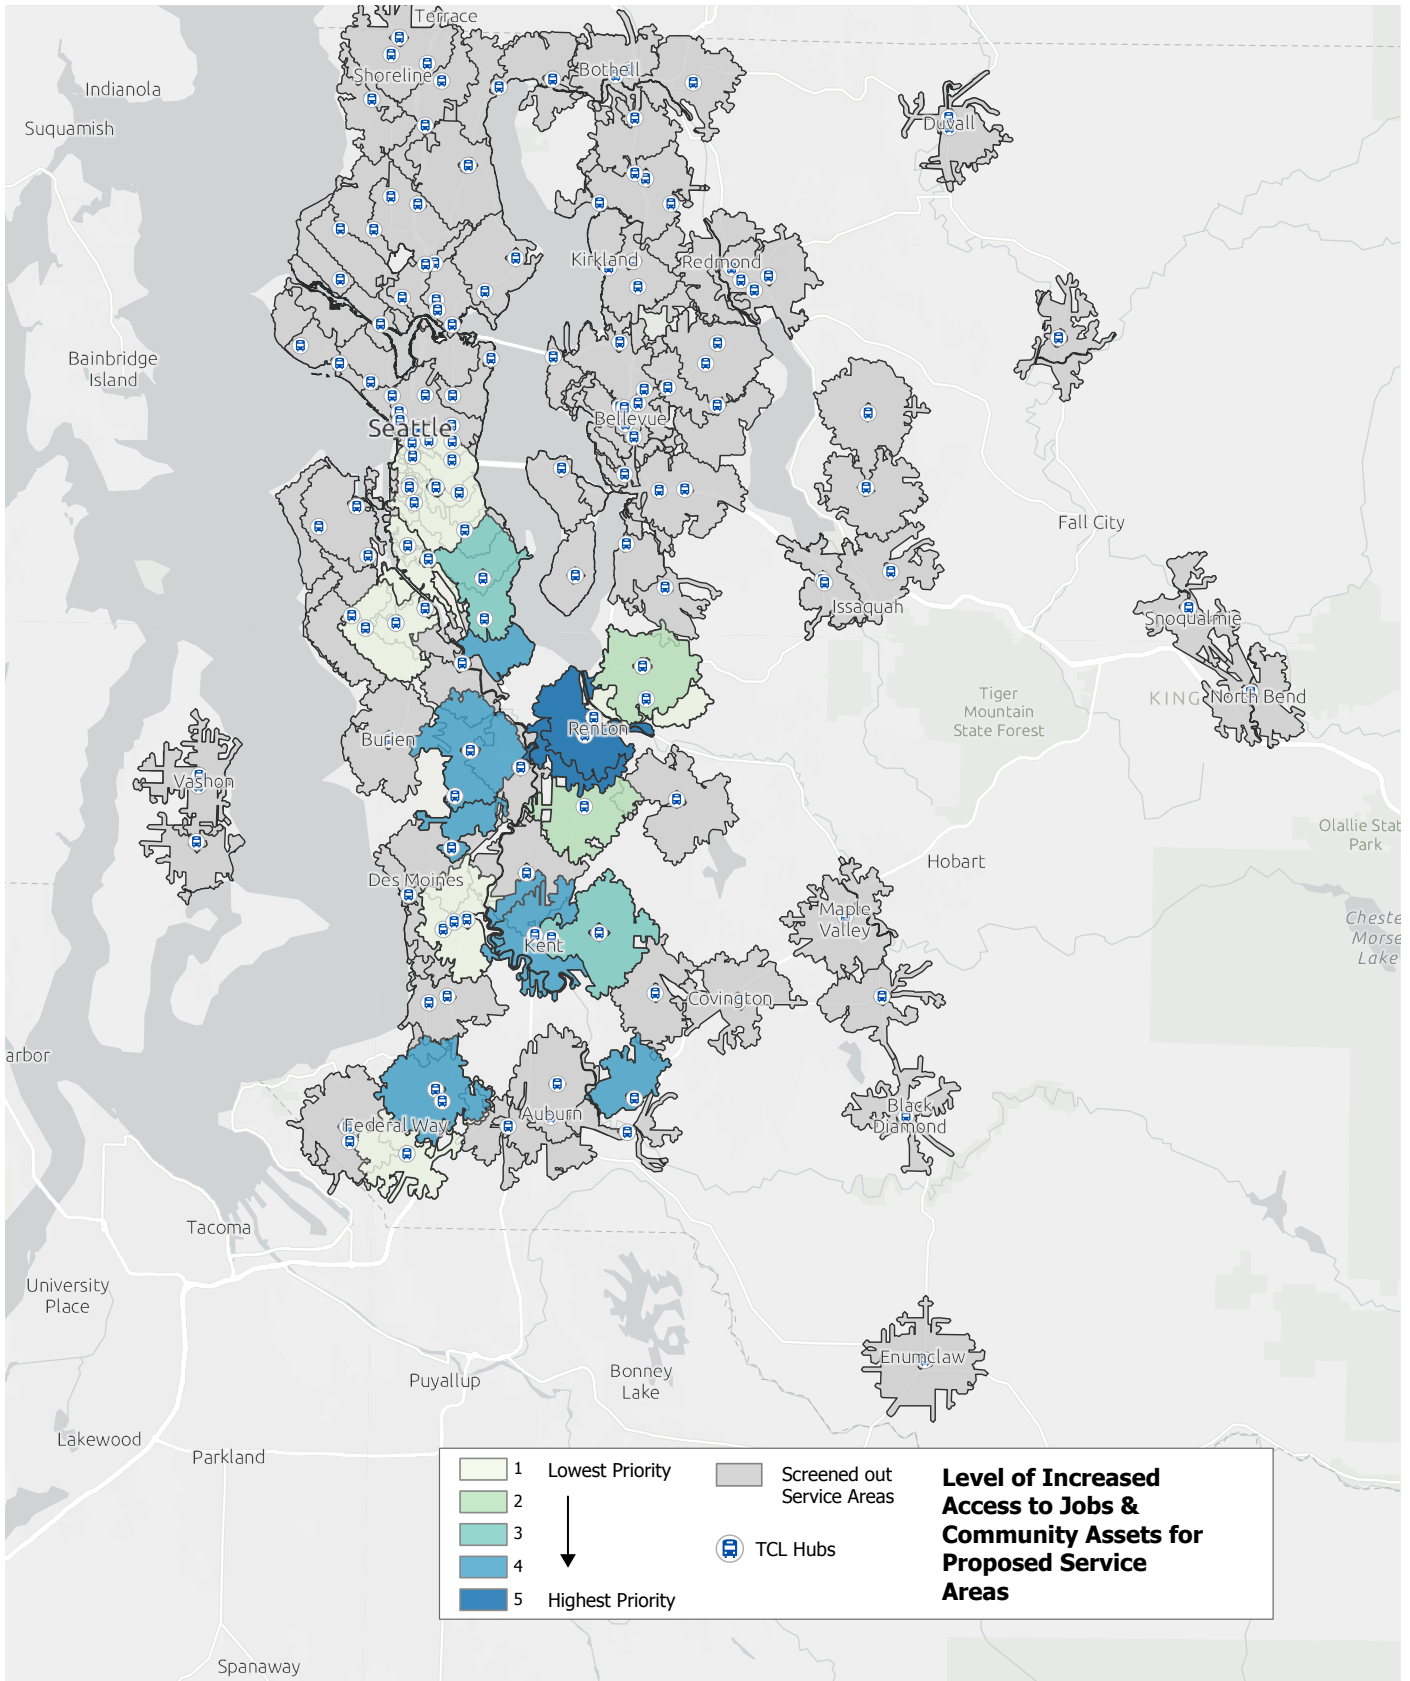 Terrace
Shoreline
Bothell
Indianola
Suquamish
Duvall
Kirkland
Redmond
Bainbridge
Island
Bellevue
Seattle
Fall City
Issaquah
Snoqualmie
KING
North Bend
Tiger
Mountain
State Forest
Renton
Burien
Vashon
Olallie Stat
Park
Hobart
Des Moines
Maple
Valley
Cheste
Morse
Lake
Kent
Covington
arbor
Black
Diamond
Auburn
Federal Way
Tacoma
University
Place
Enumclaw
Puyallup
Bonney
Lake
Lakewood
Parkland
Spanaway
1 Lowest Priority
2
3
4
5 Highest Priority
Screened out
Service Areas
TCL Hubs
Level of Increased
Access to Jobs &
Community Assets for
Proposed Service
Areas